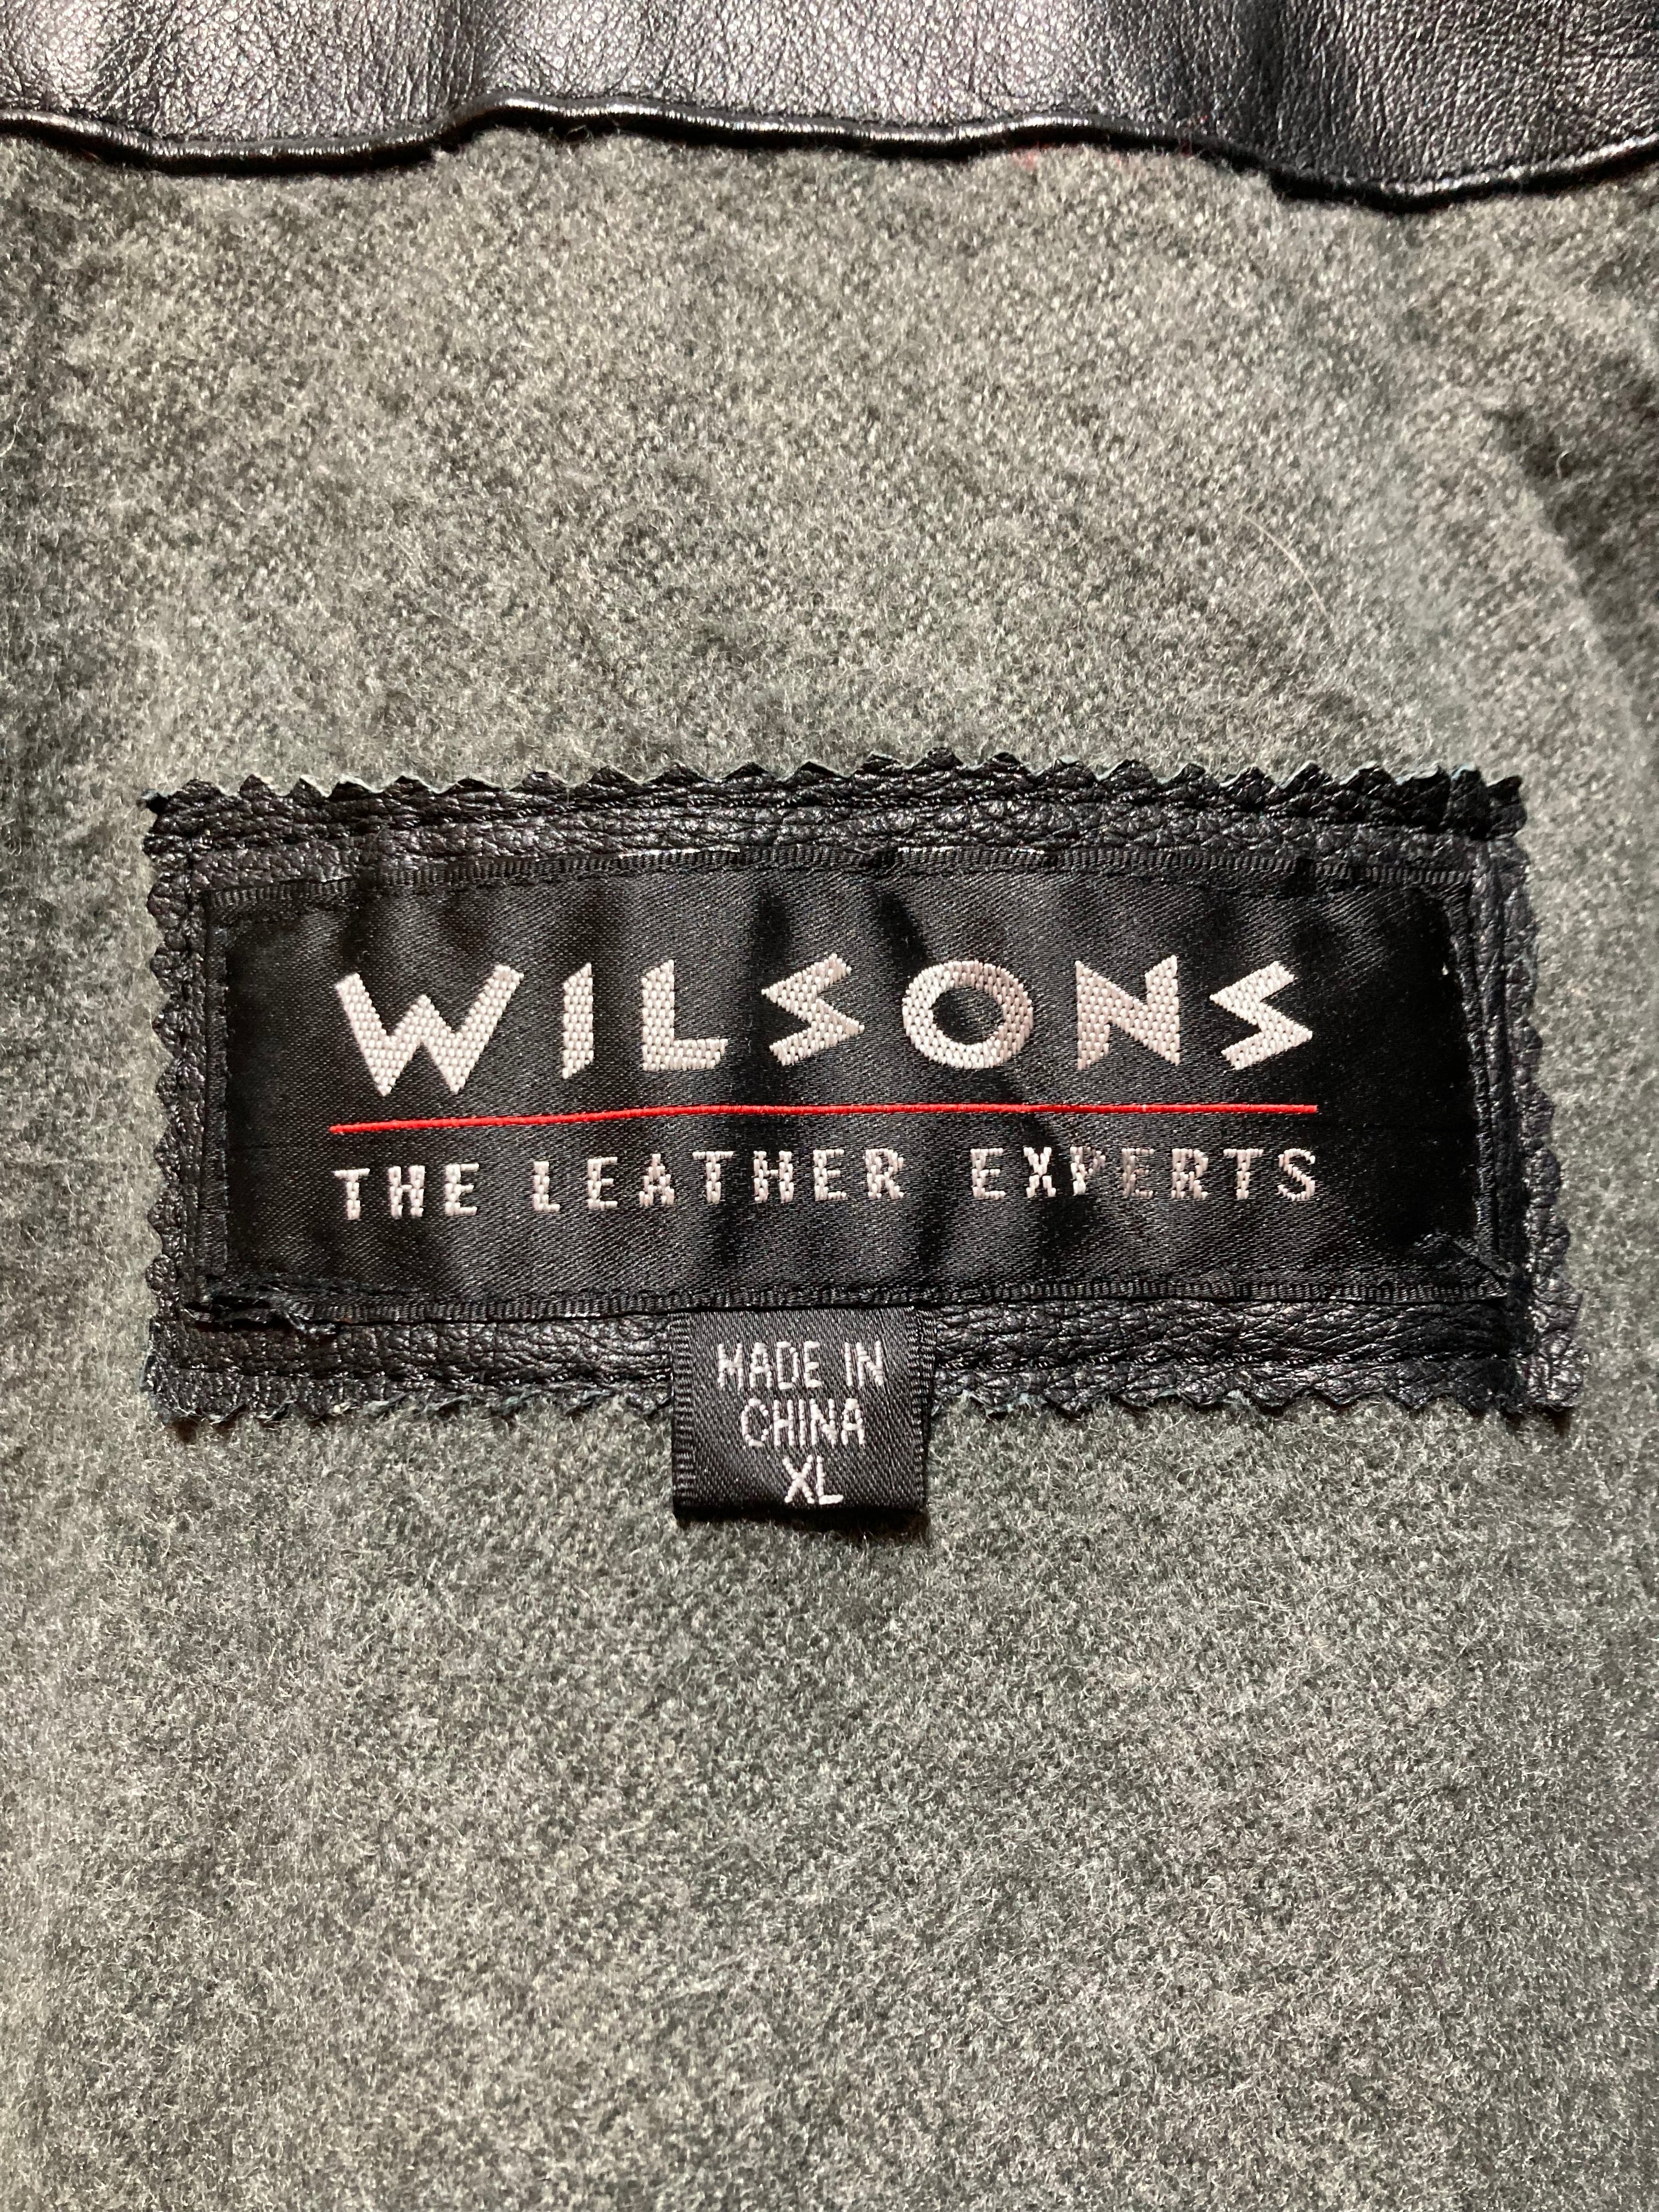 WILSONS
THE LEATHER EXPERTS
MADE IN
CHINA
XL